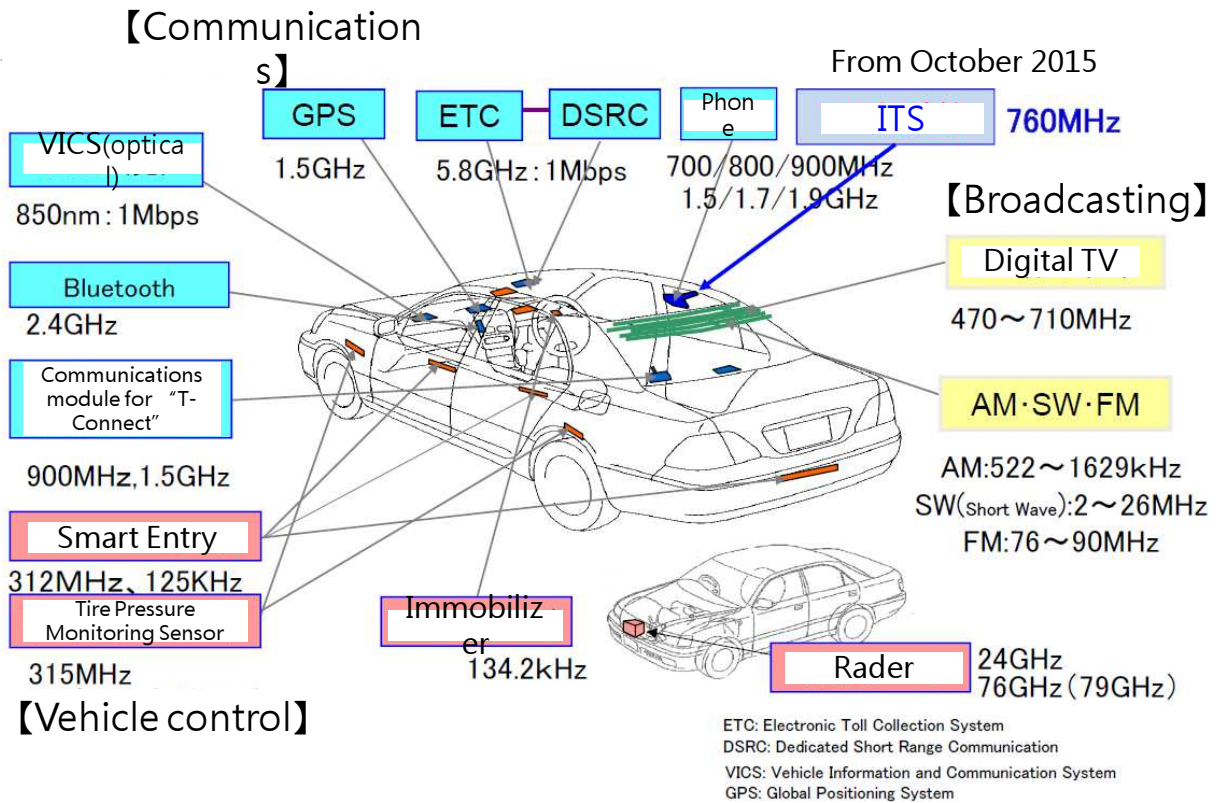 【Communication
s】
From October 2015
GPS
ETC
DSRC
Phon
e
ITS
760MHz
VICS(optica
l)
1.5GHz
5.8GHz:1Mbps
700/800/900MHz
1.5/1.7/1.9GHz
850nm:1Mbps
【Broadcasting】
Digital TV
470～710MHz
Bluetooth
2.4GHz
Communications
module for “T-
Connect”
900MHz,1.5GHz
AM･SW･FM
AM:522～1629kHz
SW(Short Wave):2～26MHz
FM:76～90MHz
Smart Entry
312MHz、125KHz
Tire Pressure
Monitoring Sensor
315MHz
Immobiliz
er
134.2kHz
Rader
24GHz
76GHz(79GHz)
【Vehicle control】
ETC: Electronic Toll Collection System
DSRC: Dedicated Short Range Communication
VICS: Vehicle Information and Communication System
GPS: Global Positioning System